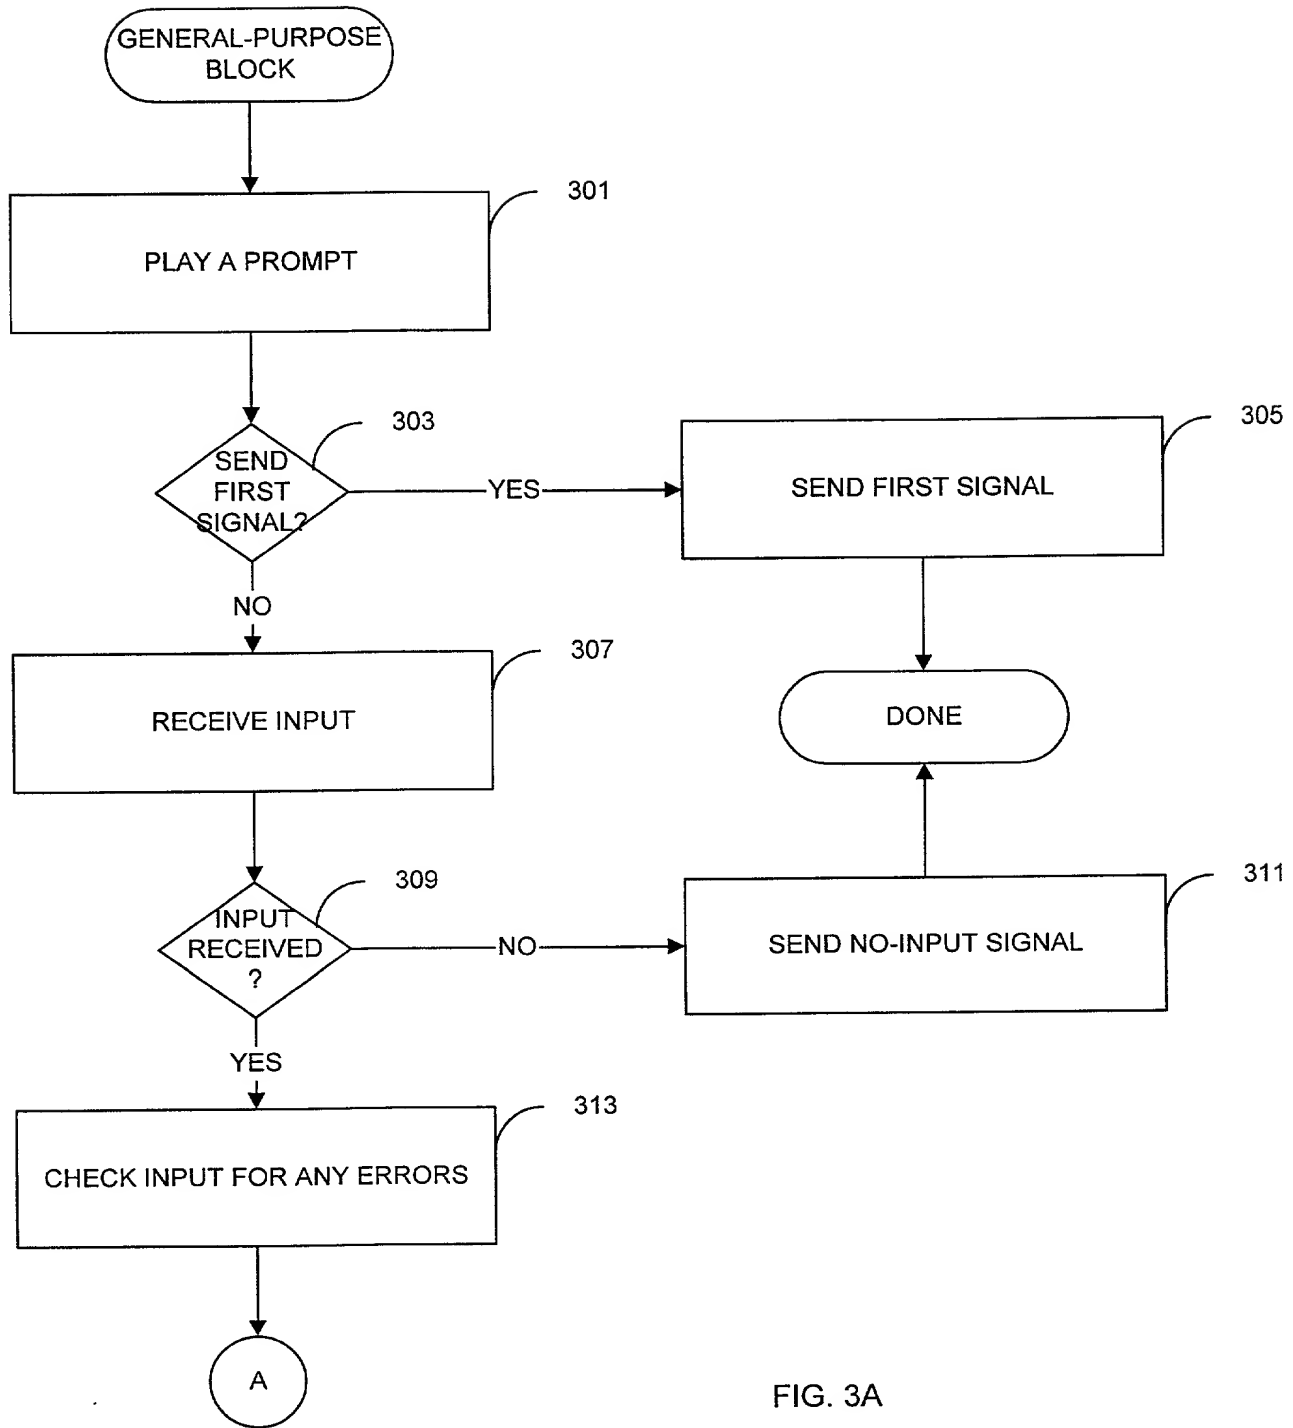 GENERAL-PURPOSE
BLOCK
301
PLAY A PROMPT
303
SEND
FIRST
SIGNAL?
YES
305
SEND FIRST SIGNAL
NO
307
RECEIVE INPUT
DONE
309
INPUT
RECEIVED
?
NO
311
SEND NO-INPUT SIGNAL
YES
313
CHECK INPUT FOR ANY ERRORS
A
FIG. 3A